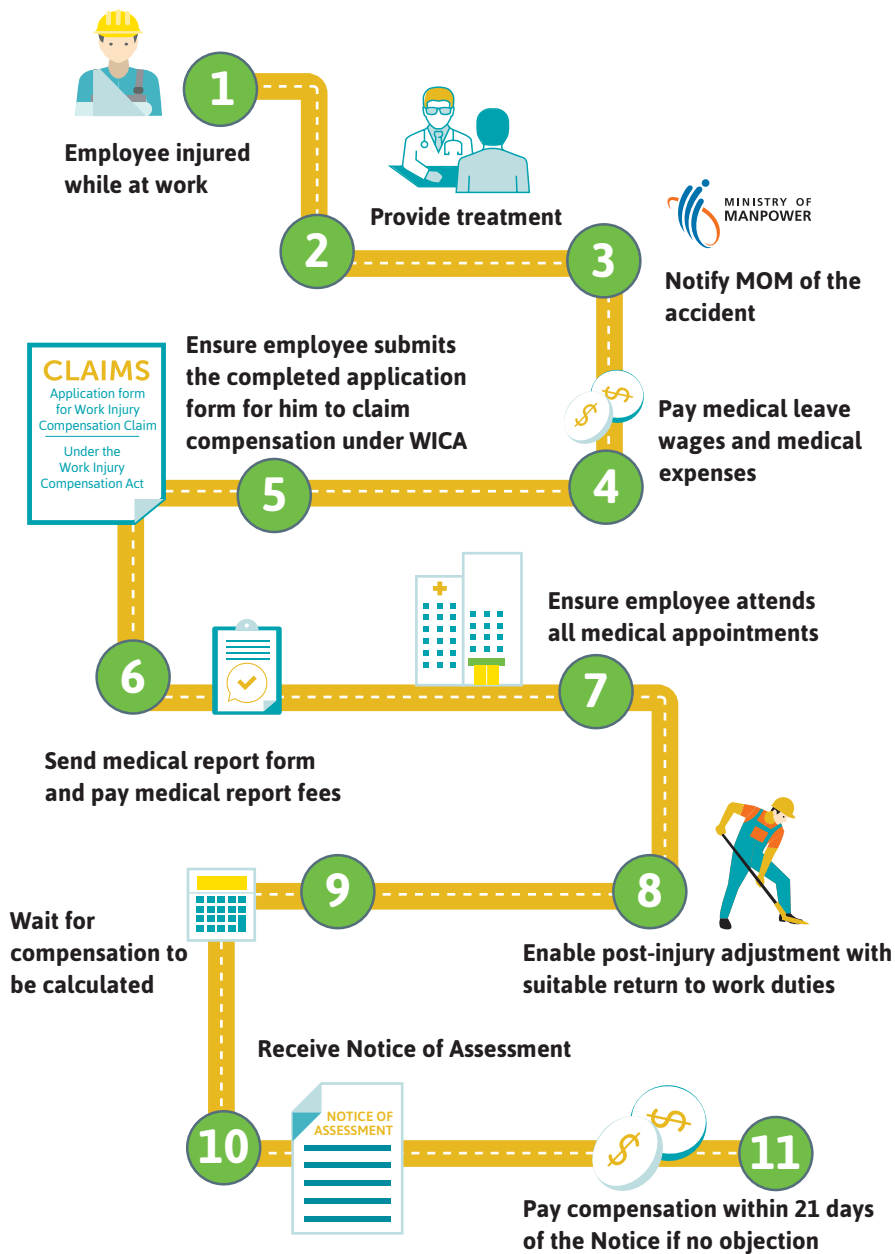 1
Employee injured
while at work
2
Provide treatment
3
MINISTRY OF
MANPOWER
Notify MOM of the
accident
4
Pay medical leave
wages and medical
expenses
5
Ensure employee submits
the completed application
form for him to claim
compensation under WICA
CLAIMS
Application form
for Work Injury
Compensation Claim
Under the
Work Injury
Compensation Act
6
Send medical report form
and pay medical report fees
7
Ensure employee attends
all medical appointments
8
Enable post-injury adjustment with
suitable return to work duties
9
Wait for
compensation to
be calculated
10
Receive Notice of Assessment
NOTICE OF
ASSESSMENT
11
Pay compensation within 21 days
of the Notice if no objection